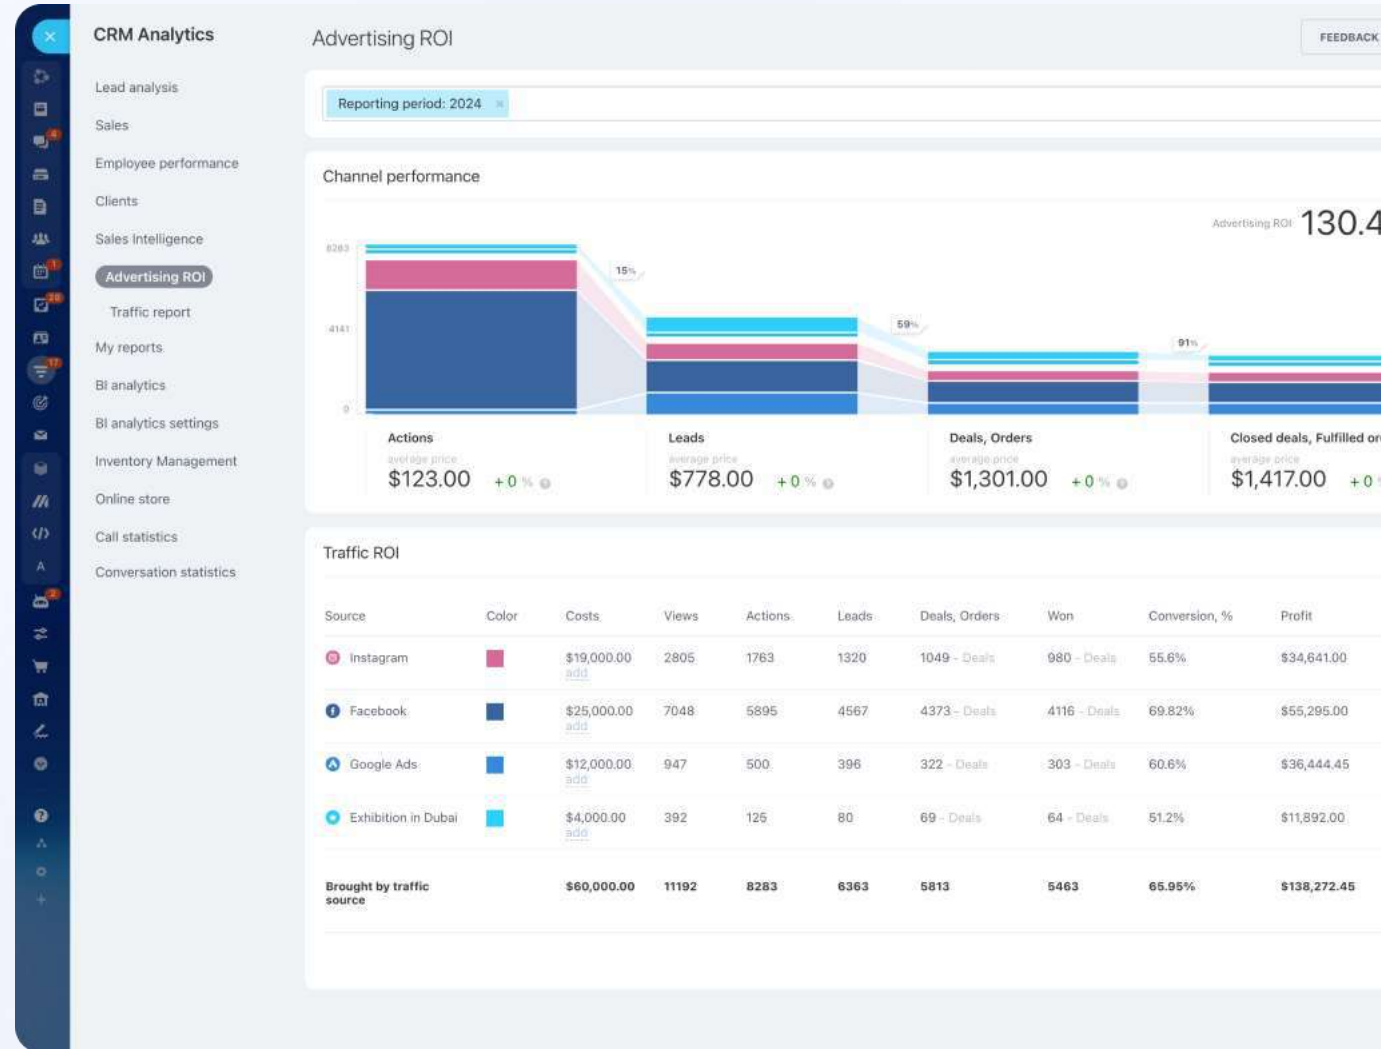 CRM Analytics
Lead analysis
Sales
Employee performance
Clients
Sales Intelligence
Advertising ROI
Traffic report
My reports
BI analytics
BI analytics settings
Inventory Management
Online store
Call statistics
Conversation statistics
4
1
20
17
A
2
Advertising ROI
FEEDBACK
Reporting period: 2024 ×
Channel performance
Advertising ROI 130.4
8283
4141
0
15%
59%
91%
Actions
average price
$123.00 + 0 %
Leads
average price
$778.00 + 0 %
Deals, Orders
average price
$1,301.00 + 0 %
Closed deals, Fulfilled or
average price
$1,417.00 + 0
Traffic ROI
Source Color Costs Views Actions Leads Deals, Orders Won Conversion, % Profit
Instagram $19,000.00 2805 1763 1320 1049 - Deals 980 - Deals 55.6% $34,641.00
add
Facebook $25,000.00 7048 5895 4567 4373 - Deals 4116 - Deals 69.82% $55,295.00
add
Google Ads $12,000.00 947 500 396 322 - Deals 303 - Deals 60.6% $36,444.45
add
Exhibition in Dubai $4,000.00 392 125 80 69 - Deals 64 - Deals 51.2% $11,892.00
add
Brought by traffic
source $60,000.00 11192 8283 6363 5813 5463 65.95% $138,272.45